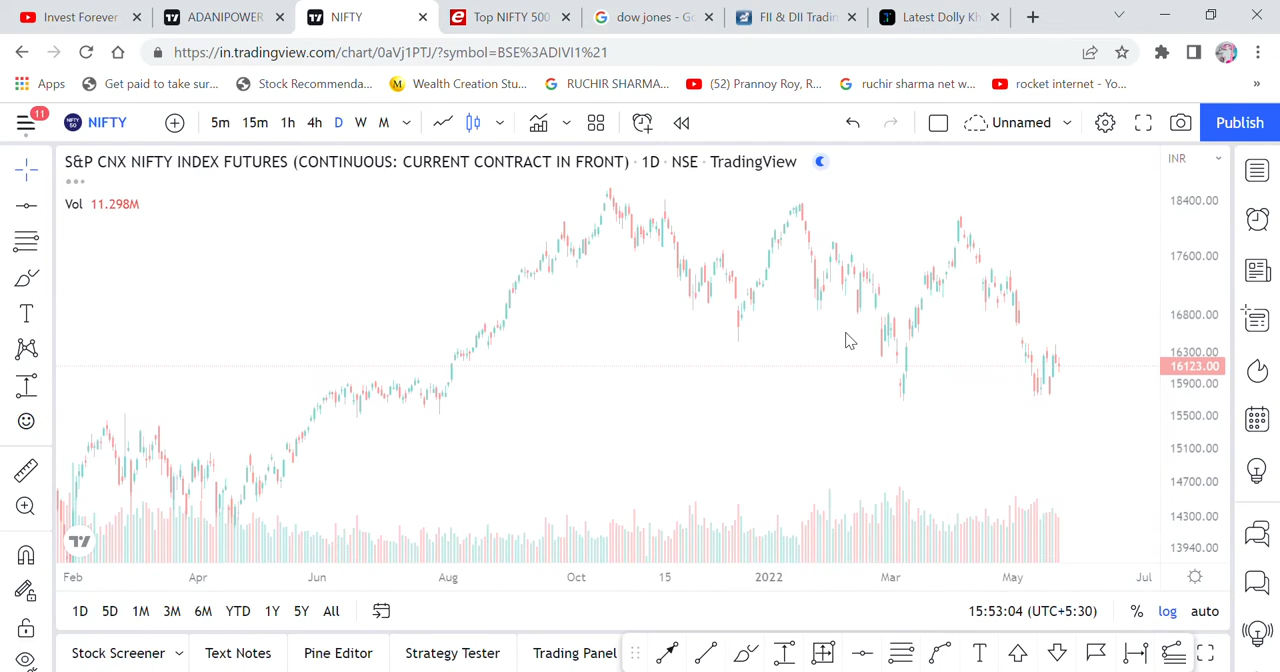 Invest Forever
ADANIPOWER
NIFTY
Top NIFTY 500
dow jones - Go
FII & DII Tradin
Latest Dolly Kh
https://in.tradingview.com/chart/0aVj1PTJ/?symbol=BSE%3ADIVI1%21
Apps
Get paid to take sur...
Stock Recommenda...
Wealth Creation Stu...
RUCHIR SHARMA...
(52) Prannoy Roy, R...
ruchir sharma net w...
rocket internet - Yo...
»
11
NIFTY
5m
15m
1h
4h
D
W
M
Unnamed
Publish
S&P CNX NIFTY INDEX FUTURES (CONTINUOUS: CURRENT CONTRACT IN FRONT) · 1D · NSE · TradingView
INR
Vol 11.298M
18400.00
17600.00
16800.00
16300.00
16123.00
15900.00
15500.00
15100.00
14700.00
14300.00
13940.00
Feb
Apr
Jun
Aug
Oct
15
2022
Mar
May
Jul
1D
5D
1M
3M
6M
YTD
1Y
5Y
All
15:53:04 (UTC+5:30)
%
log
auto
Stock Screener
Text Notes
Pine Editor
Strategy Tester
Trading Panel